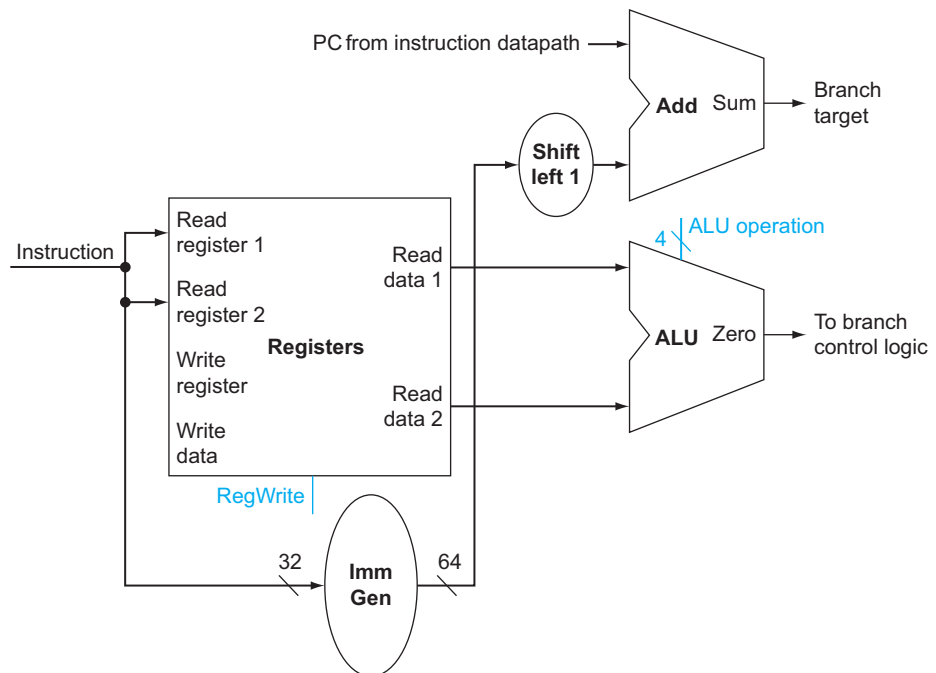 PC from instruction datapath
Add
Sum
Branch
target
Shift
left 1
Instruction
Read
register 1
Read
register 2
Write
register
Write
data
Registers
Read
data 1
Read
data 2
RegWrite
4
ALU operation
ALU
Zero
To branch
control logic
32
Imm
Gen
64